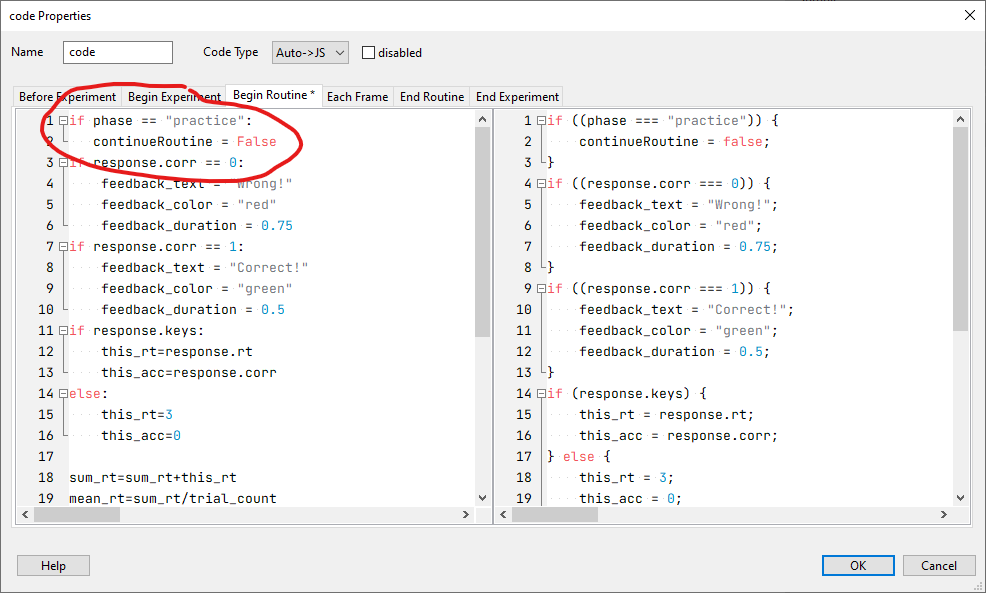 code Properties
Name code Code Type Auto->JS disabled
Before Experiment Begin Experiment Begin Routine * Each Frame End Routine End Experiment
1 if phase == "practice":
2 continueRoutine = False
3 if response.corr == 0:
4 feedback_text = "Wrong!"
5 feedback_color = "red"
6 feedback_duration = 0.75
7 if response.corr == 1:
8 feedback_text = "Correct!"
9 feedback_color = "green"
10 feedback_duration = 0.5
11 if response.keys:
12 this_rt=response.rt
13 this_acc=response.corr
14 else:
15 this_rt=3
16 this_acc=0
17
18 sum_rt=sum_rt+this_rt
19 mean_rt=sum_rt/trial_count
1 if ((phase === "practice")) {
2 continueRoutine = false;
3 }
4 if ((response.corr === 0)) {
5 feedback_text = "Wrong!";
6 feedback_color = "red";
7 feedback_duration = 0.75;
8 }
9 if ((response.corr === 1)) {
10 feedback_text = "Correct!";
11 feedback_color = "green";
12 feedback_duration = 0.5;
13 }
14 if (response.keys) {
15 this_rt = response.rt;
16 this_acc = response.corr;
17 } else {
18 this_rt = 3;
19 this_acc = 0;
Help OK Cancel